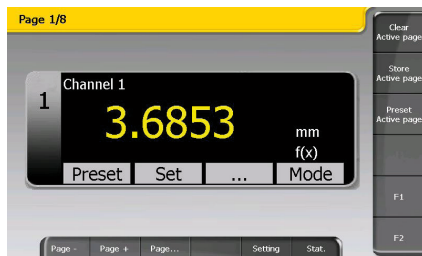 Page 1/8
Clear
Active page
Store
Active page
Preset
Active page
F1
F2
1
Channel 1
3.6853
mm
f(x)
Preset Set ... Mode
Page - Page + Page... Setting Stat.